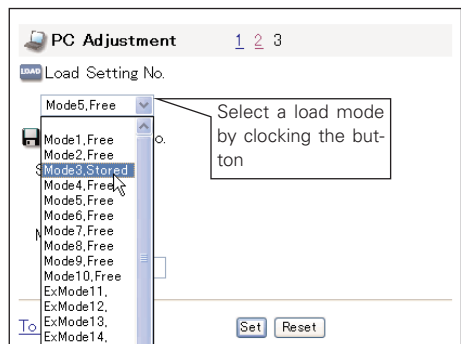 PC Adjustment 1 2 3
LOAD Load Setting No.
Mode5,Free
Select a load mode
by clocking the but-
ton
Mode1,Free
o.
Mode2,Free
S
Mode3,Stored
Mode4,Free
Mode5,Free
Mode6,Free
M
Mode7,Free
Mode8,Free
Mode9,Free
Mode10,Free
ExMode11,
ExMode12,
To
ExMode13,
Set Reset
ExMode14,